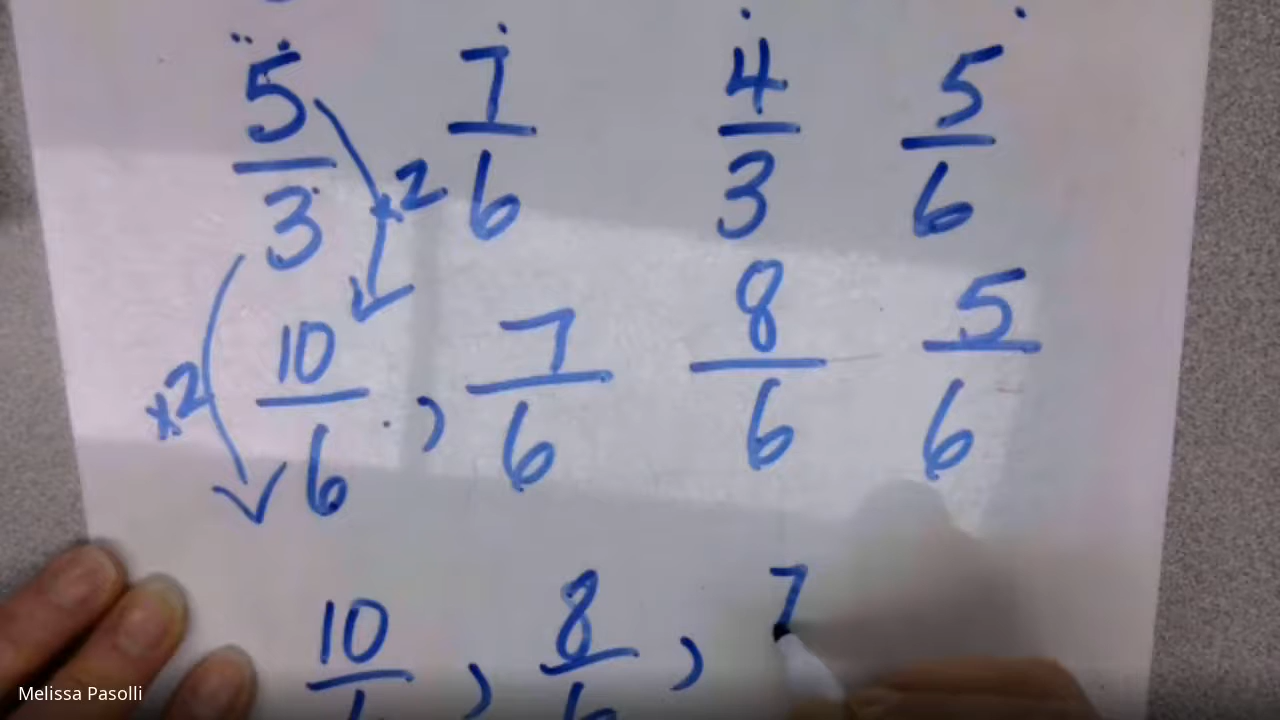 5/3 7/6 4/3 5/6
×2
10/6 , 7/6 8/6 5/6
×2
10/6 , 8/6 , 7
Melissa Pasolli